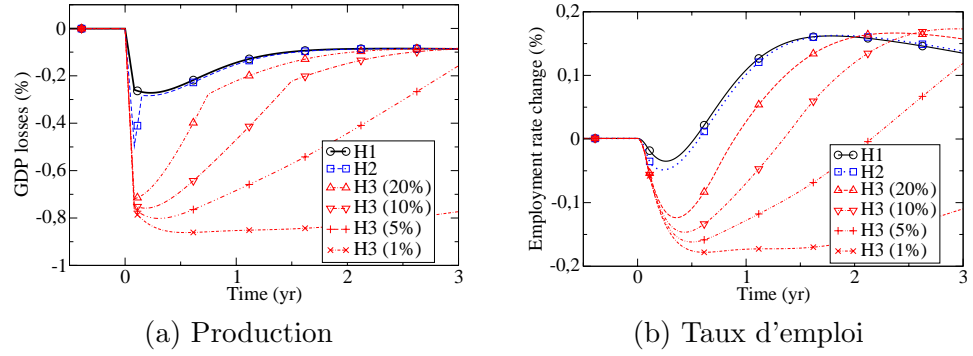 0
-0,2
-0,4
-0,6
-0,8
-1
GDP losses (%)
H1
H2
H3 (20%)
H3 (10%)
H3 (5%)
H3 (1%)
0 1 2 3
Time (yr)
(a) Production
0,2
0,1
0
-0,1
-0,2
Employment rate change (%)
H1
H2
H3 (20%)
H3 (10%)
H3 (5%)
H3 (1%)
0 1 2 3
Time (yr)
(b) Taux d'emploi